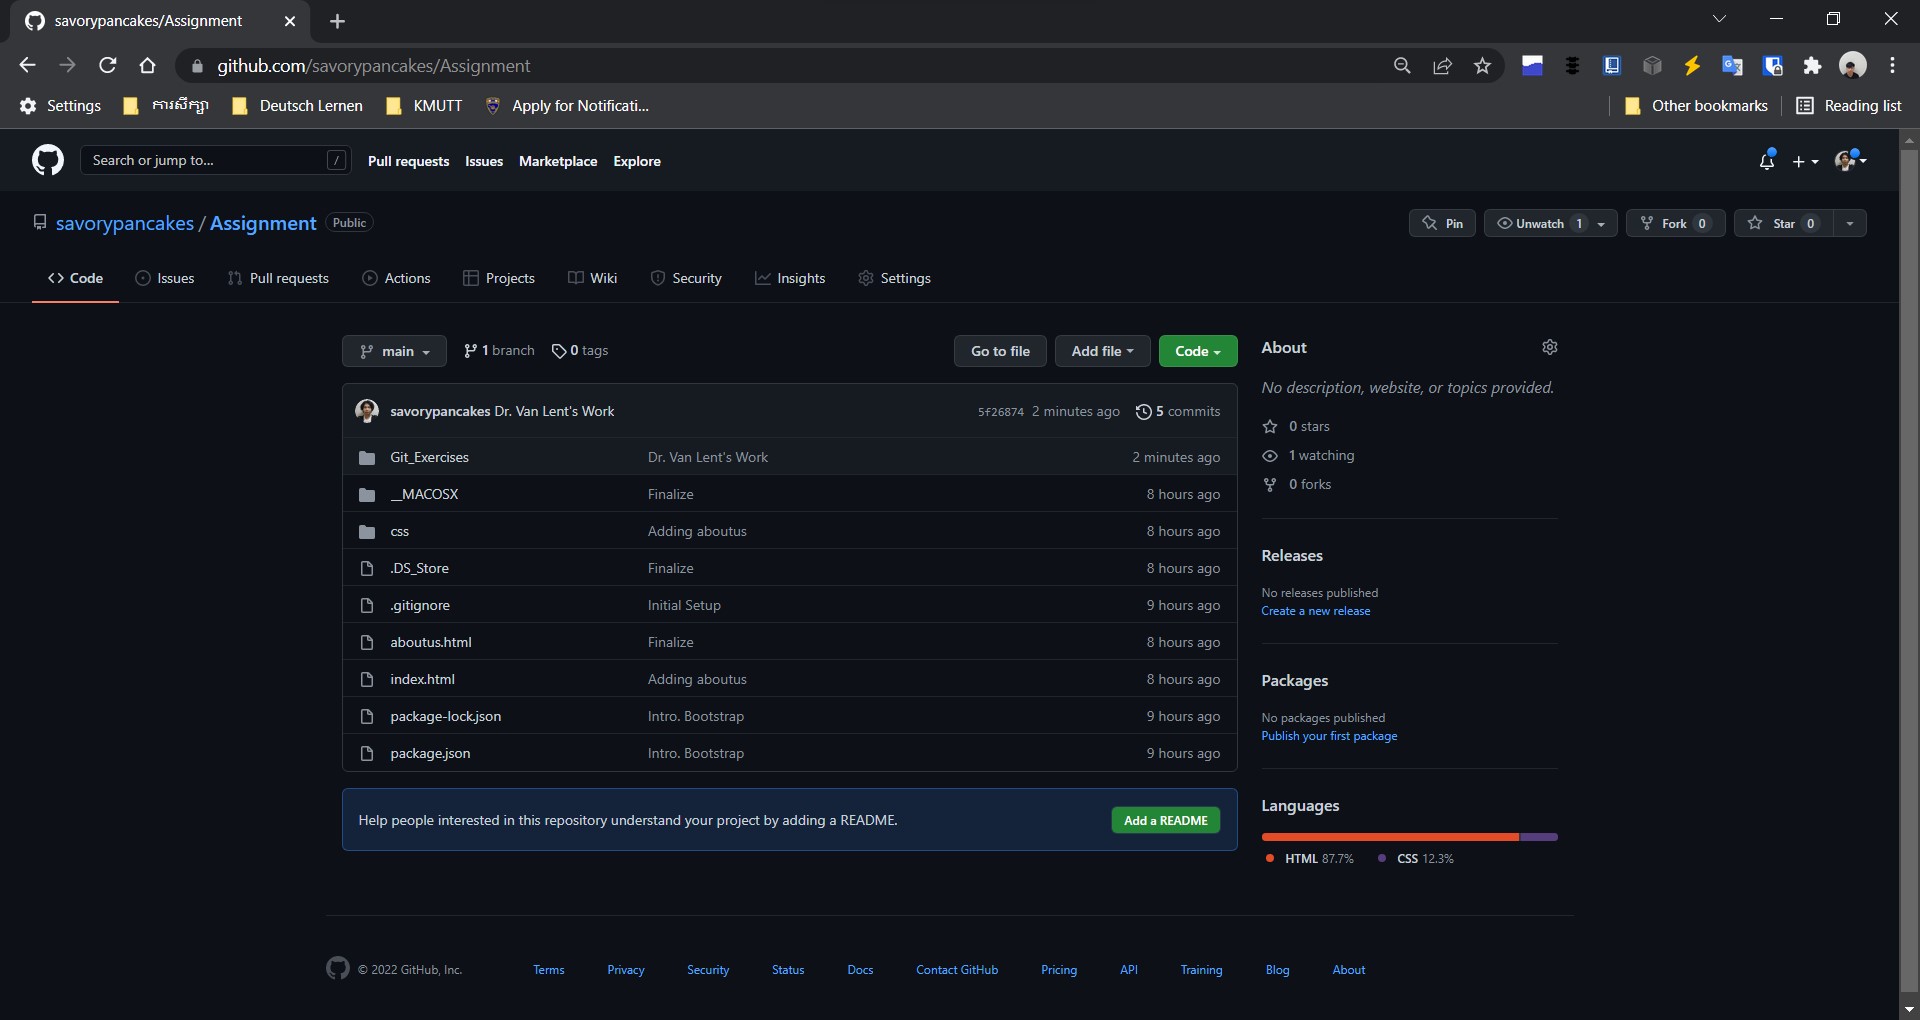 savorypancakes/Assignment
github.com/savorypancakes/Assignment
Settings ការសិក្សា Deutsch Lernen KMUTT Apply for Notificati... Other bookmarks Reading list
Search or jump to... / Pull requests Issues Marketplace Explore
savorypancakes / Assignment Public Pin Unwatch 1 Fork 0 Star 0
<> Code Issues Pull requests Actions Projects Wiki Security Insights Settings
main 1 branch 0 tags Go to file Add file Code
savorypancakes Dr. Van Lent's Work 5f26874 2 minutes ago 5 commits
Git_Exercises Dr. Van Lent's Work 2 minutes ago
__MACOSX Finalize 8 hours ago
css Adding aboutus 8 hours ago
.DS_Store Finalize 8 hours ago
.gitignore Initial Setup 9 hours ago
aboutus.html Finalize 8 hours ago
index.html Adding aboutus 8 hours ago
package-lock.json Intro. Bootstrap 9 hours ago
package.json Intro. Bootstrap 9 hours ago
Help people interested in this repository understand your project by adding a README. Add a README
About
No description, website, or topics provided.
0 stars
1 watching
0 forks
Releases
No releases published
Create a new release
Packages
No packages published
Publish your first package
Languages
HTML 87.7% CSS 12.3%
© 2022 GitHub, Inc. Terms Privacy Security Status Docs Contact GitHub Pricing API Training Blog About